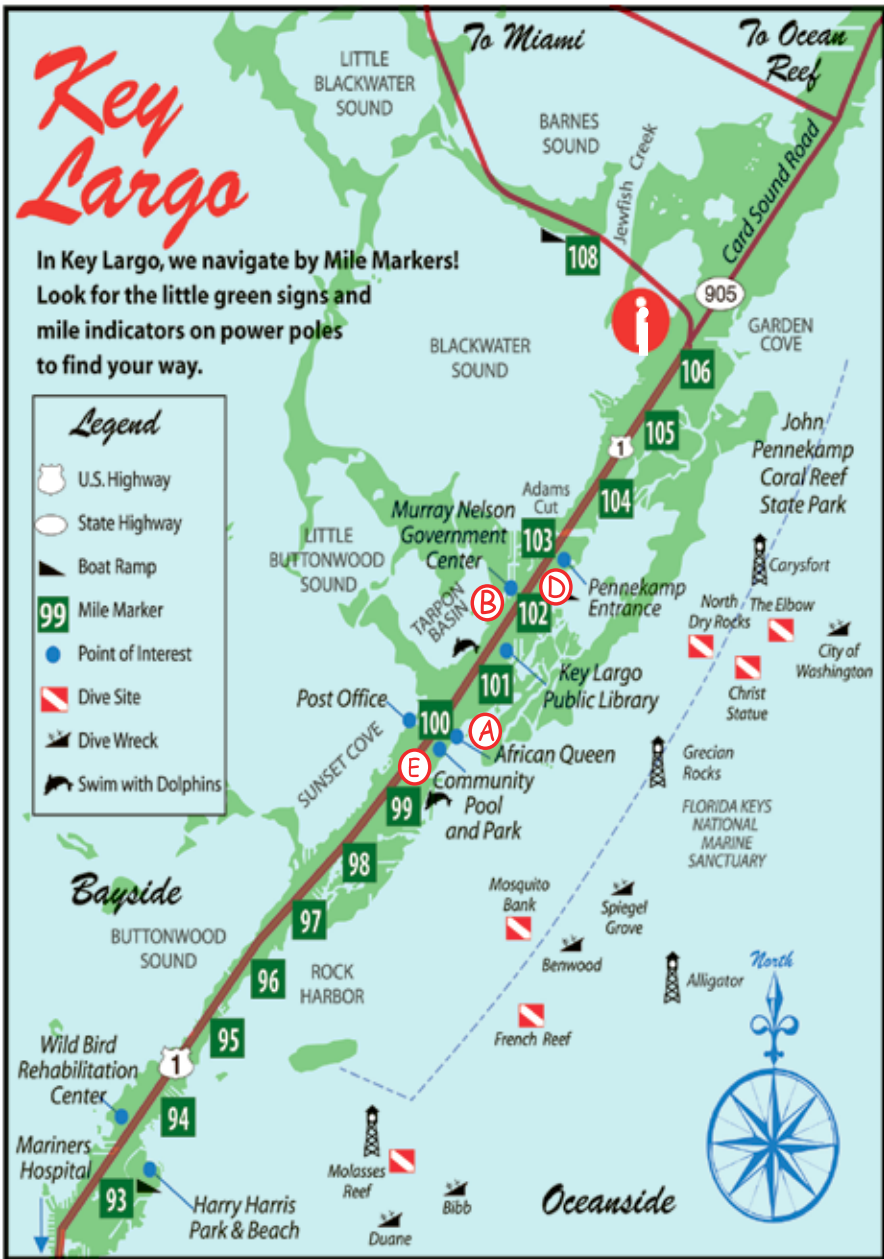 Key
Largo
In Key Largo, we navigate by Mile Markers!
Look for the little green signs and
mile indicators on power poles
to find your way.
Legend
U.S. Highway
State Highway
Boat Ramp
99
Mile Marker
Point of Interest
Dive Site
Dive Wreck
Swim with Dolphins
To Miami
To Ocean
Reef
LITTLE
BLACKWATER
SOUND
BARNES
SOUND
Jewfish Creek
Card Sound Road
108
905
i
GARDEN
COVE
BLACKWATER
SOUND
106
105
1
104
John
Pennekamp
Coral Reef
State Park
Adams
Cut
103
Murray Nelson
Government
Center
LITTLE
BUTTONWOOD
SOUND
TARPON
BASIN
B
D
102
Pennekamp
Entrance
Carysfort
North
Dry Rocks
The Elbow
City of
Washington
Christ
Statue
101
Key Largo
Public Library
Post Office
100
A
African Queen
SUNSET COVE
E
Community
Pool
and Park
99
Grecian
Rocks
FLORIDA KEYS
NATIONAL
MARINE
SANCTUARY
98
Bayside
97
BUTTONWOOD
SOUND
96
ROCK
HARBOR
Mosquito
Bank
Spiegel
Grove
Benwood
Alligator
North
French Reef
95
1
Wild Bird
Rehabilitation
Center
94
Mariners
Hospital
93
Harry Harris
Park & Beach
Molasses
Reef
Bibb
Duane
Oceanside